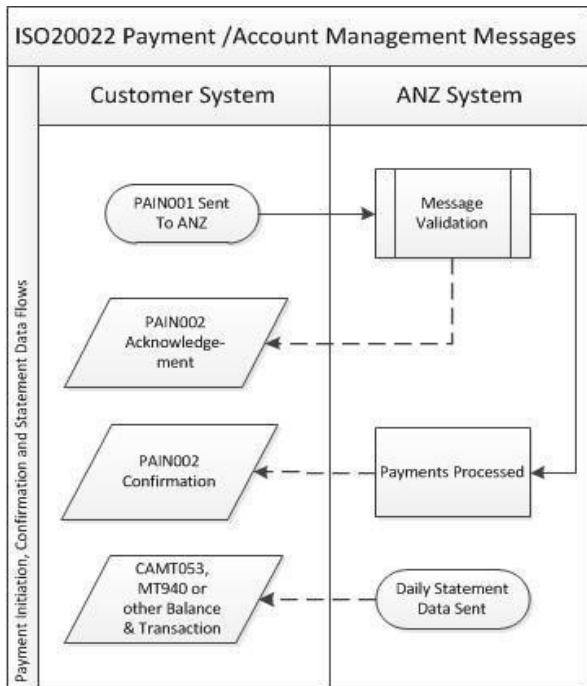 ISO20022 Payment /Account Management Messages
Payment Initiation, Confirmation and Statement Data Flows
Customer System
ANZ System
PAIN001 Sent
To ANZ
Message
Validation
PAIN002
Acknowledge-
ment
PAIN002
Confirmation
Payments Processed
CAMT053,
MT940 or
other Balance
& Transaction
Daily Statement
Data Sent